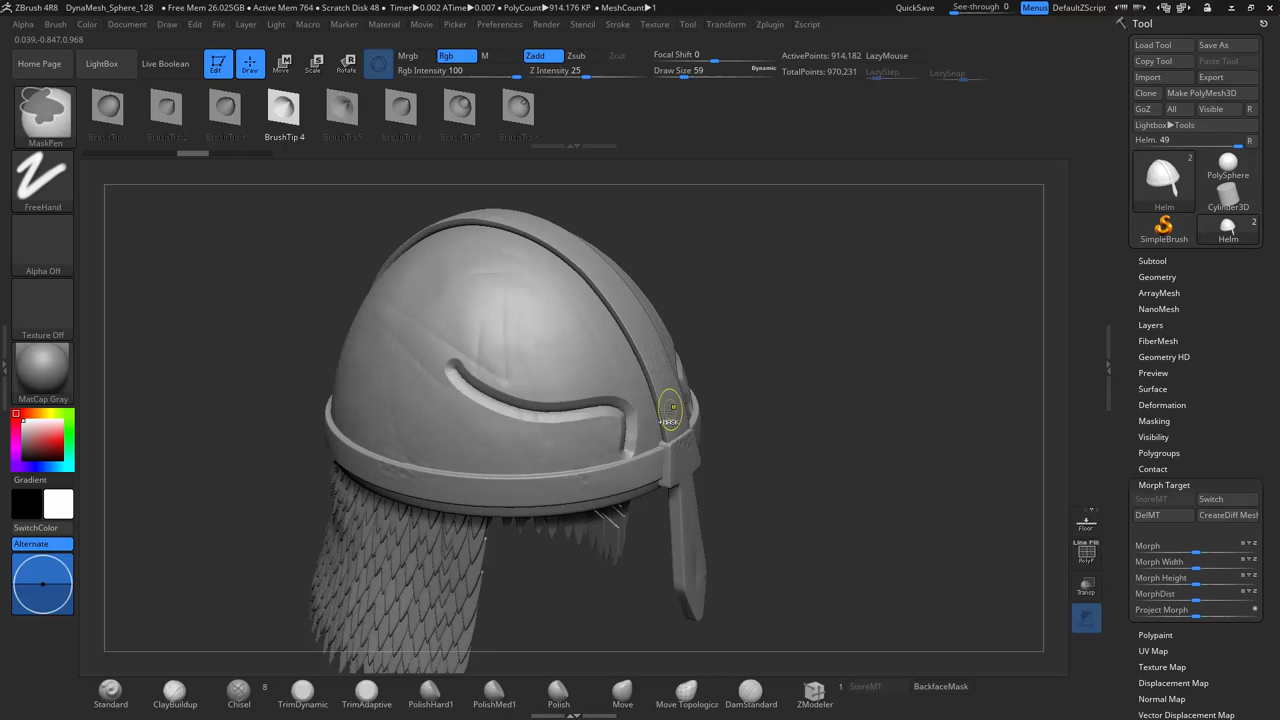 ZBrush 4R8 DynaMesh_Sphere_128 • Free Mem 26.025GB • Active Mem 764 • Scratch Disk 48 • Timer▶0.002 ATime▶0.007 • PolyCount▶914.176 KP • MeshCount▶1 QuickSave See-through 0 Menus DefaultZScript
Alpha Brush Color Document Draw Edit File Layer Light Macro Marker Material Movie Picker Preferences Render Stencil Stroke Texture Tool Transform Zplugin Zscript
0.039,-0.847,0.968
Home Page LightBox Live Boolean Edit Draw Move Scale Rotate
Mrgb Rgb M
Rgb Intensity 100
Zadd Zsub Zcut
Z Intensity 25
Focal Shift 0
Draw Size 59 Dynamic
ActivePoints: 914,182 LazyMouse
TotalPoints: 970,231 LazyStep LazySnap
MaskPen
BrushTip 4
FreeHand
Alpha Off
Texture Off
MatCap Gray
Gradient
SwitchColor
Alternate
+MASK
Floor
Line Fill
PolyF
Transp
Tool
Load Tool Save As
Copy Tool Paste Tool
Import Export
Clone Make PolyMesh3D
GoZ All Visible R
Lightbox▶Tools
Helm. 49 R
2
Helm PolySphere
Cylinder3D
2
SimpleBrush Helm
Subtool
Geometry
ArrayMesh
NanoMesh
Layers
FiberMesh
Geometry HD
Preview
Surface
Deformation
Masking
Visibility
Polygroups
Contact
Morph Target
StoreMT Switch
DelMT CreateDiff Mesh
Morph
Morph Width
Morph Height
MorphDist
Project Morph
Polypaint
UV Map
Texture Map
Displacement Map
Normal Map
Vector Displacement Map
Standard ClayBuildup Chisel 8 TrimDynamic TrimAdaptive PolishHard1 PolishMed1 Polish Move Move Topologica DamStandard ZModeler 1 StoreMT BackfaceMask